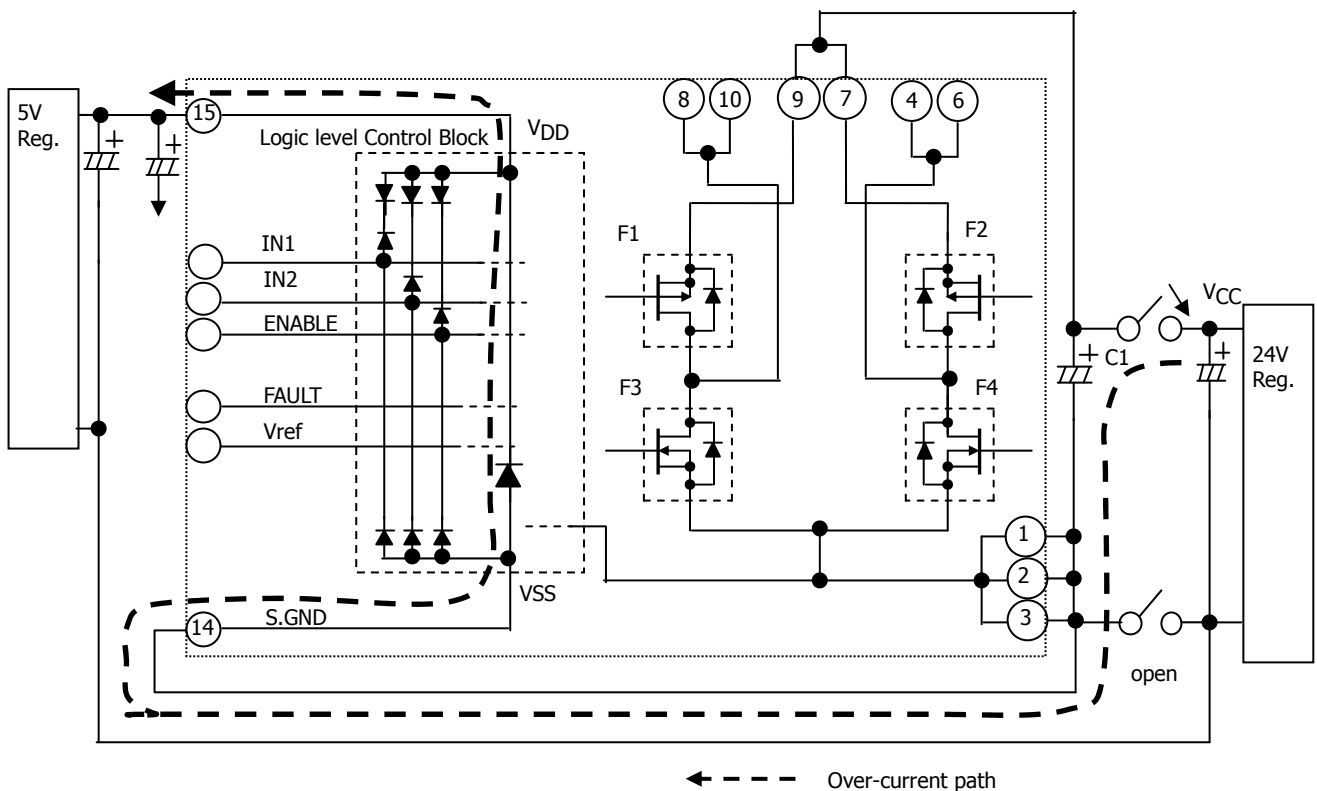 8 10 9 7 4 6
5V
Reg.
+ +
15
VDD
Logic level Control Block
IN1
IN2
ENABLE
FAULT
Vref
F1 F2
F3 F4
VCC
+ C1 +
24V
Reg.
1
2
3
VSS
S.GND
14
open
Over-current path